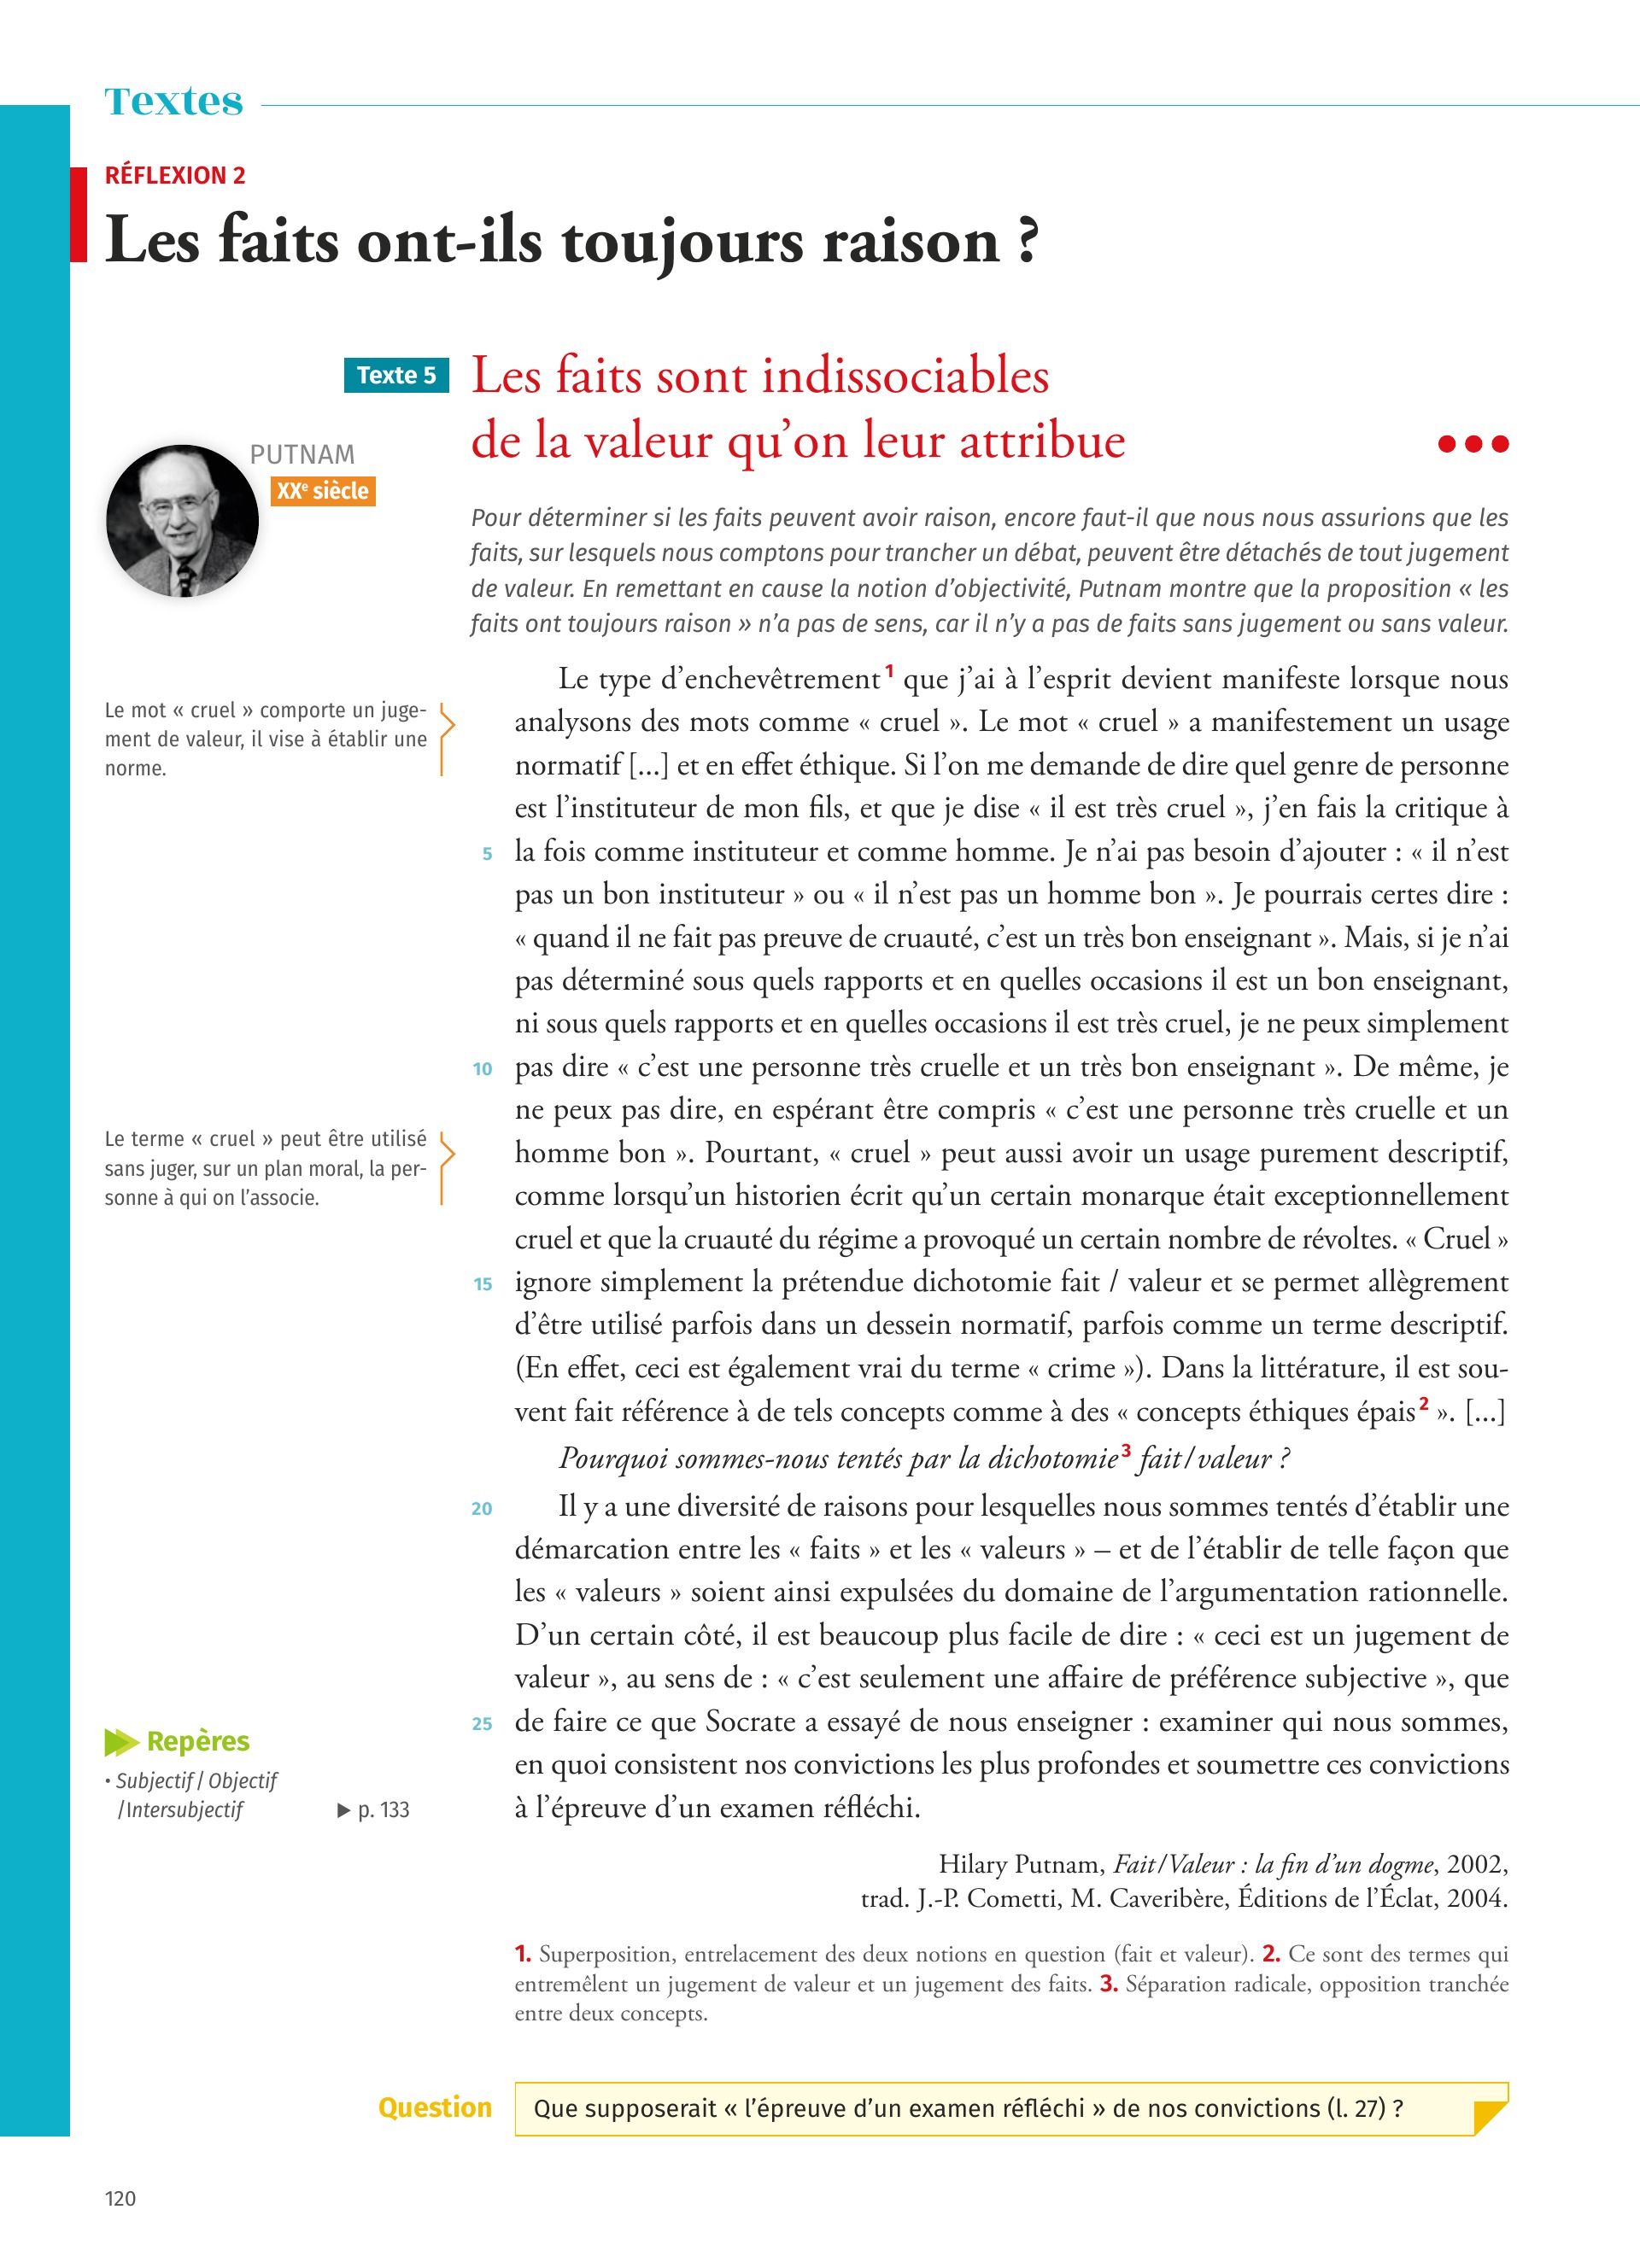 Textes
RÉFLEXION 2
Les faits ont-ils toujours raison ?
Texte 5
Les faits sont indissociables
de la valeur qu’on leur attribue
PUTNAM
XXe siècle
Pour déterminer si les faits peuvent avoir raison, encore faut-il que nous nous assurions que les
faits, sur lesquels nous comptons pour trancher un débat, peuvent être détachés de tout jugement
de valeur. En remettant en cause la notion d’objectivité, Putnam montre que la proposition « les
faits ont toujours raison » n’a pas de sens, car il n’y a pas de faits sans jugement ou sans valeur.
Le mot « cruel » comporte un juge-
ment de valeur, il vise à établir une
norme.
Le terme « cruel » peut être utilisé
sans juger, sur un plan moral, la per-
sonne à qui on l’associe.
Le type d’enchevêtrement1 que j’ai à l’esprit devient manifeste lorsque nous
analysons des mots comme « cruel ». Le mot « cruel » a manifestement un usage
normatif [...] et en effet éthique. Si l’on me demande de dire quel genre de personne
est l’instituteur de mon fils, et que je dise « il est très cruel », j’en fais la critique à
5 la fois comme instituteur et comme homme. Je n’ai pas besoin d’ajouter : « il n’est
pas un bon instituteur » ou « il n’est pas un homme bon ». Je pourrais certes dire :
« quand il ne fait pas preuve de cruauté, c’est un très bon enseignant ». Mais, si je n’ai
pas déterminé sous quels rapports et en quelles occasions il est un bon enseignant,
ni sous quels rapports et en quelles occasions il est très cruel, je ne peux simplement
10 pas dire « c’est une personne très cruelle et un très bon enseignant ». De même, je
ne peux pas dire, en espérant être compris « c’est une personne très cruelle et un
homme bon ». Pourtant, « cruel » peut aussi avoir un usage purement descriptif,
comme lorsqu’un historien écrit qu’un certain monarque était exceptionnellement
cruel et que la cruauté du régime a provoqué un certain nombre de révoltes. « Cruel »
15 ignore simplement la prétendue dichotomie fait / valeur et se permet allègrement
d’être utilisé parfois dans un dessein normatif, parfois comme un terme descriptif.
(En effet, ceci est également vrai du terme « crime »). Dans la littérature, il est sou-
vent fait référence à de tels concepts comme à des « concepts éthiques épais2 ». [...]
Pourquoi sommes-nous tentés par la dichotomie3 fait/valeur ?
20 Il y a une diversité de raisons pour lesquelles nous sommes tentés d’établir une
démarcation entre les « faits » et les « valeurs » – et de l’établir de telle façon que
les « valeurs » soient ainsi expulsées du domaine de l’argumentation rationnelle.
D’un certain côté, il est beaucoup plus facile de dire : « ceci est un jugement de
valeur », au sens de : « c’est seulement une affaire de préférence subjective », que
25 de faire ce que Socrate a essayé de nous enseigner : examiner qui nous sommes,
en quoi consistent nos convictions les plus profondes et soumettre ces convictions
à l’épreuve d’un examen réfléchi.
Repères
• Subjectif / Objectif
/Intersubjectif ▶ p. 133
Hilary Putnam, Fait/Valeur : la fin d’un dogme, 2002,
trad. J.-P. Cometti, M. Caveribère, Éditions de l’Éclat, 2004.
1. Superposition, entrelacement des deux notions en question (fait et valeur). 2. Ce sont des termes qui
entremêlent un jugement de valeur et un jugement des faits. 3. Séparation radicale, opposition tranchée
entre deux concepts.
Question
Que supposerait « l’épreuve d’un examen réfléchi » de nos convictions (l. 27) ?
120